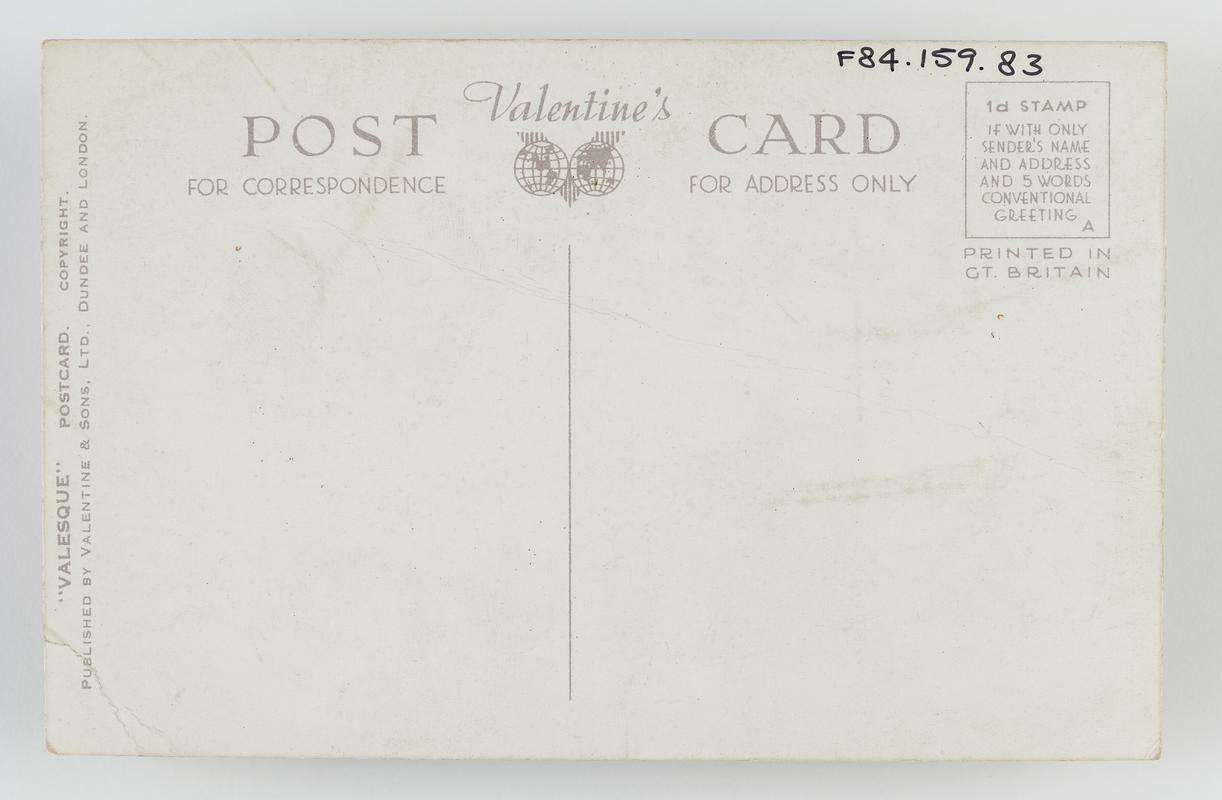 F84.159.83
Valentine's
POST CARD
FOR CORRESPONDENCE
FOR ADDRESS ONLY
1d STAMP
IF WITH ONLY
SENDER'S NAME
AND ADDRESS
AND 5 WORDS
CONVENTIONAL
GREETING
A
PRINTED IN
GT. BRITAIN
"VALESQUE" POSTCARD. COPYRIGHT.
PUBLISHED BY VALENTINE & SONS, LTD., DUNDEE AND LONDON.